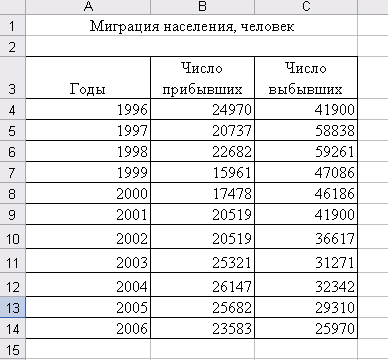 A B C
1 Миграция населения, человек
2
Число Число
3 Годы прибывших выбывших
4 1996 24970 41900
5 1997 20737 58838
6 1998 22682 59261
7 1999 15961 47086
8 2000 17478 46186
9 2001 20519 41900
10 2002 20519 36617
11 2003 25321 31271
12 2004 26147 32342
13 2005 25682 29310
14 2006 23583 25970
15